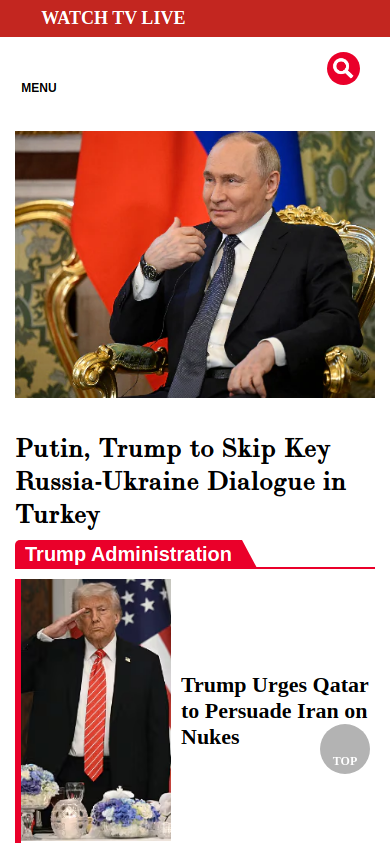 WATCH TV LIVE
MENU
Putin, Trump to Skip Key
Russia-Ukraine Dialogue in
Turkey
Trump Administration
Trump Urges Qatar
to Persuade Iran on
Nukes
TOP